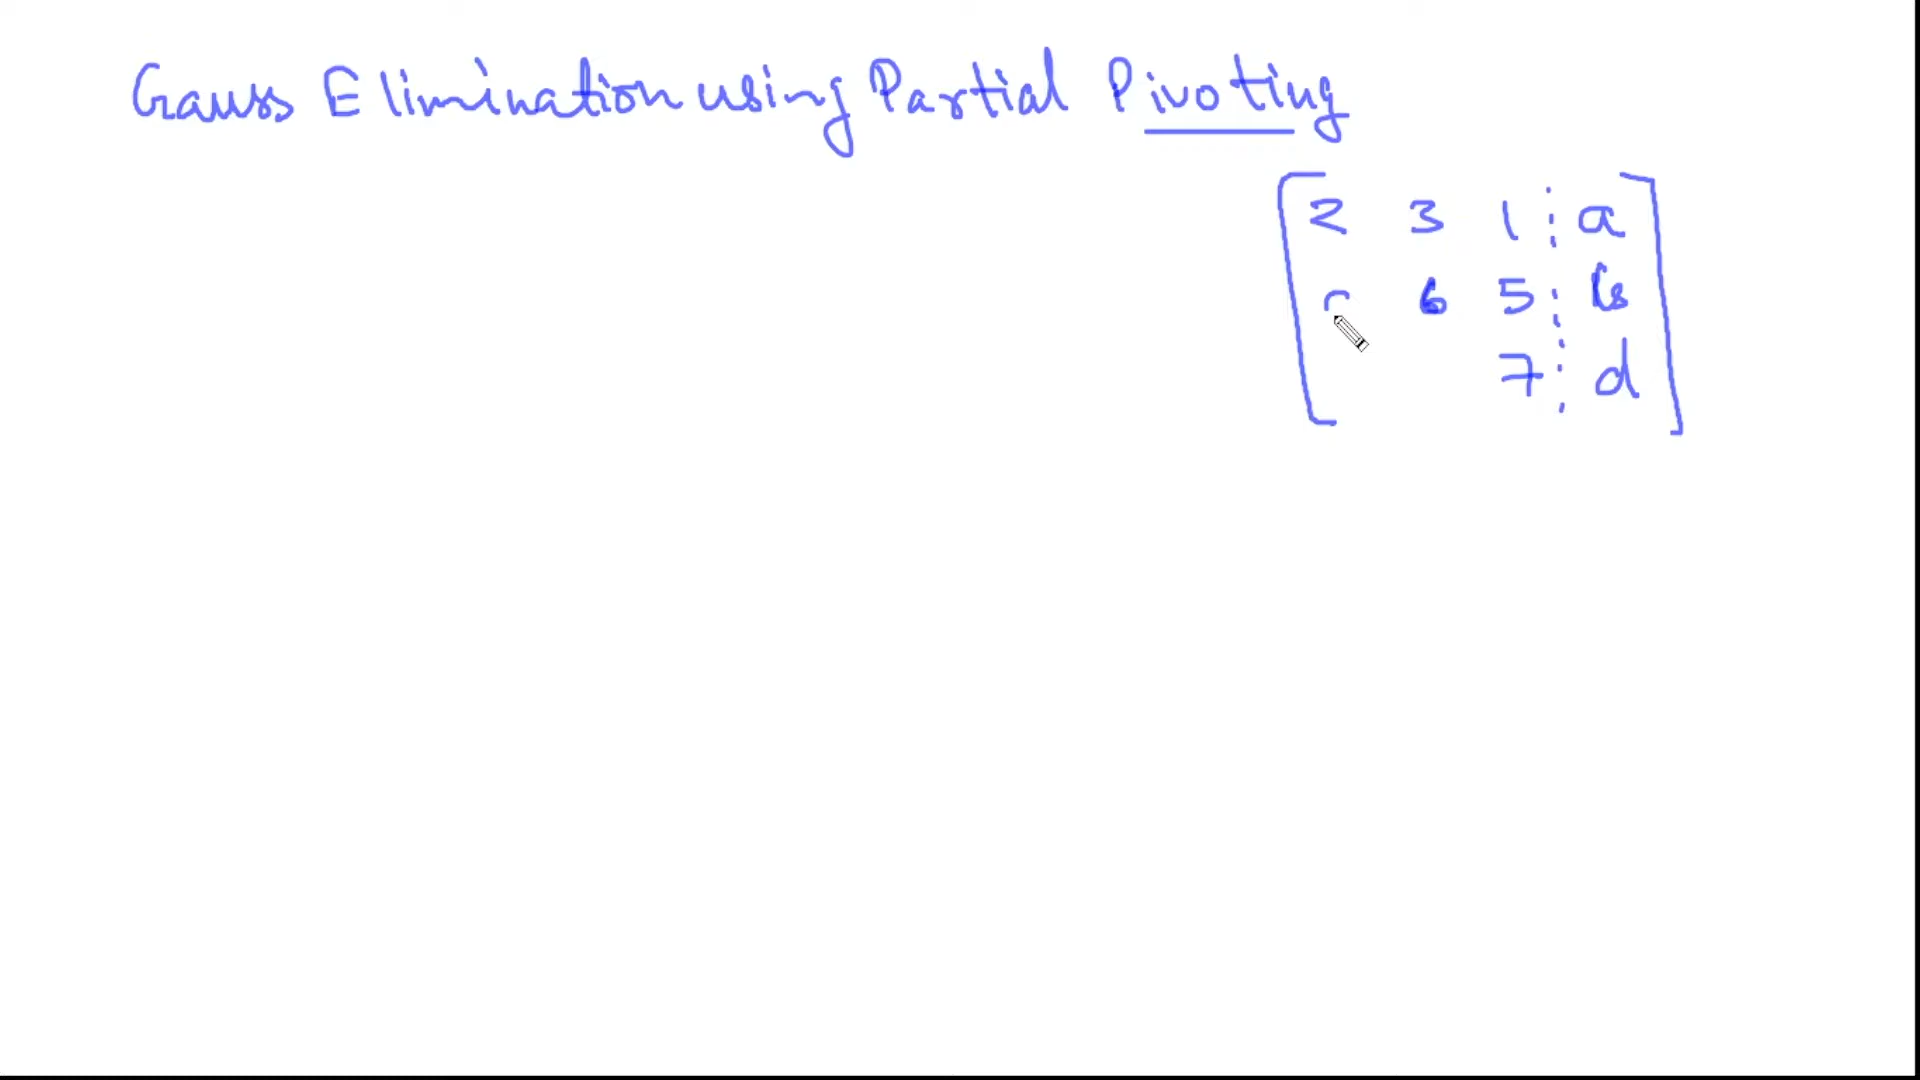 Gauss Elimination using Partial Pivoting
2 3 1 a
6 5 b
7 d